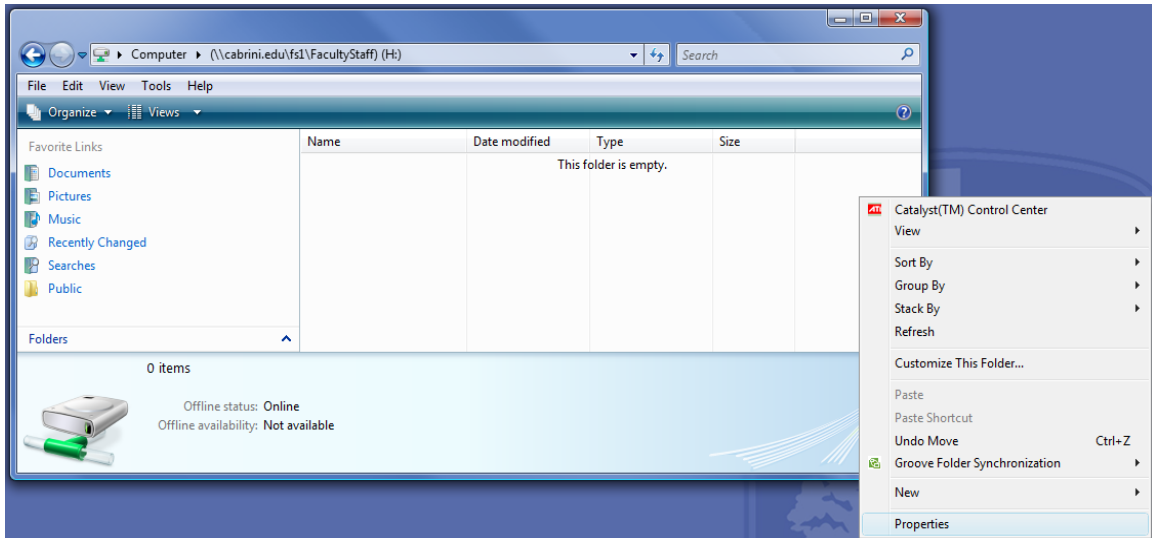 Computer ▸ (\\cabrini.edu\fs1\FacultyStaff) (H:)
Search
File Edit View Tools Help
Organize Views
Favorite Links
Documents
Pictures
Music
Recently Changed
Searches
Public
Folders
Name Date modified Type Size
This folder is empty.
0 items
Offline status: Online
Offline availability: Not available
ATI Catalyst(TM) Control Center
View
Sort By
Group By
Stack By
Refresh
Customize This Folder...
Paste
Paste Shortcut
Undo Move Ctrl+Z
Groove Folder Synchronization
New
Properties